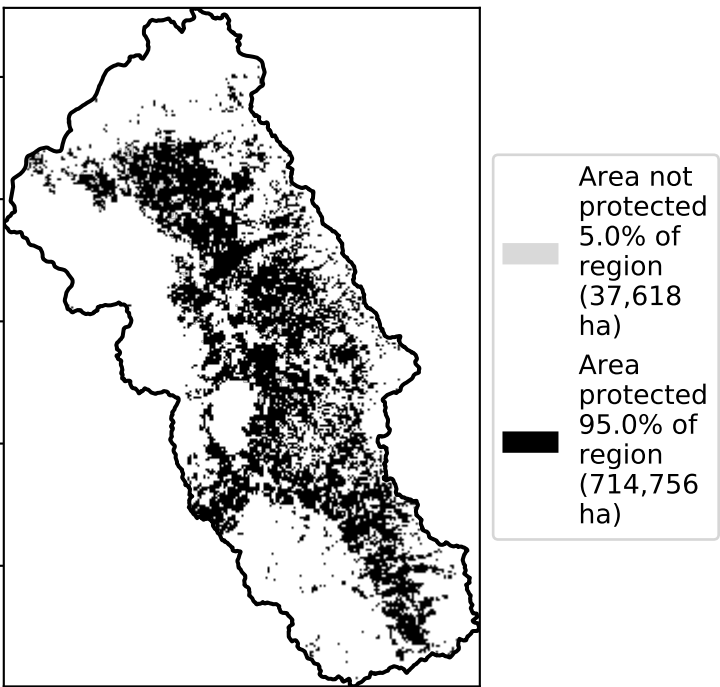 Area not
protected
5.0% of
region
(37,618
ha)
Area
protected
95.0% of
region
(714,756
ha)